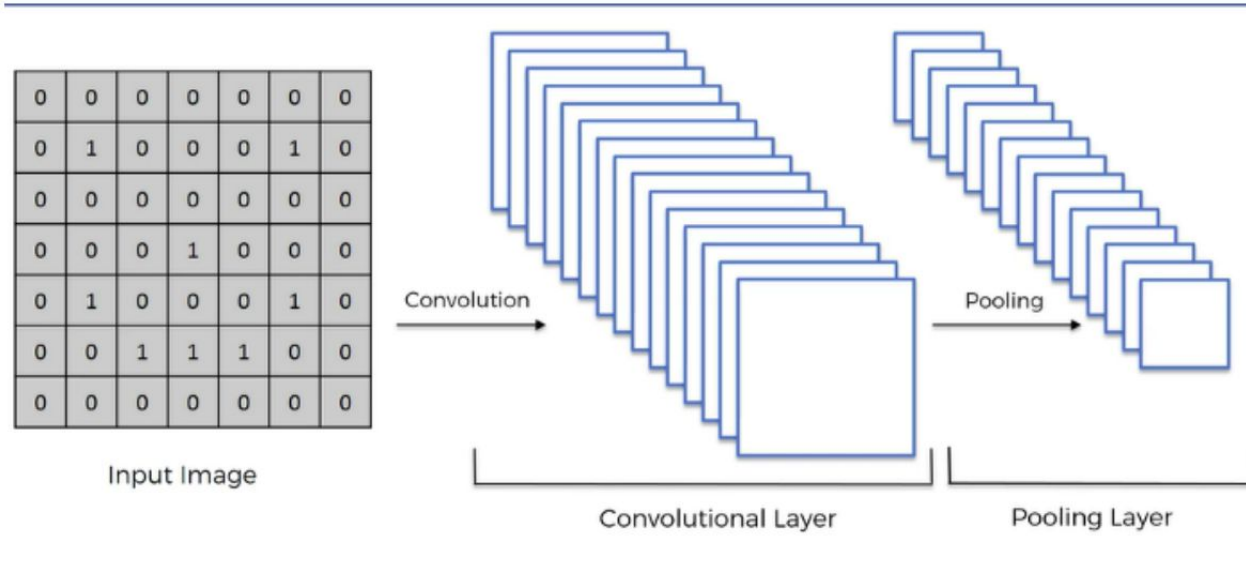 0 0 0 0 0 0 0
0 1 0 0 0 1 0
0 0 0 0 0 0 0
0 0 0 1 0 0 0
0 1 0 0 0 1 0
0 0 1 1 1 0 0
0 0 0 0 0 0 0
Input Image
Convolution
Convolutional Layer
Pooling
Pooling Layer